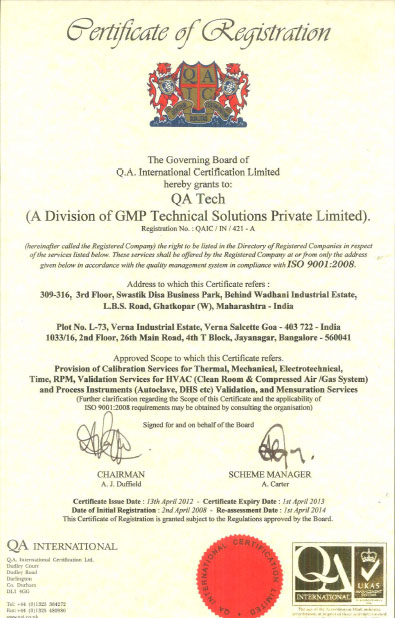 Certificate of Registration
QA
IC
The Governing Board of
Q.A. International Certification Limited
hereby grants to:
QA Tech
(A Division of GMP Technical Solutions Private Limited).
Registration No. : QAIC / IN / 421 - A
(hereinafter called the Registered Company) the right to be listed in the Directory of Registered Companies in respect
of the services listed below. These services shall be offered by the Registered Company at or from only the address
given below in accordance with the quality management system in compliance with ISO 9001:2008.
Address to which this Certificate refers :
309-316, 3rd Floor, Swastik Disa Business Park, Behind Wadhani Industrial Estate,
L.B.S. Road, Ghatkopar (W), Maharashtra - India
Plot No. L-73, Verna Industrial Estate, Verna Salcette Goa - 403 722 - India
1033/16, 2nd Floor, 26th Main Road, 4th T Block, Jayanagar, Bangalore - 560041
Approved Scope to which this Certificate refers.
Provision of Calibration Services for Thermal, Mechanical, Electrotechnical,
Time, RPM, Validation Services for HVAC (Clean Room & Compressed Air /Gas System)
and Process Instruments (Autoclave, DHS etc) Validation, and Mensuration Services
(Further clarification regarding the Scope of this Certificate and the applicability of
ISO 9001:2008 requirements may be obtained by consulting the organisation)
Signed for and on behalf of the Board
CHAIRMAN
A. J. Duffield
SCHEME MANAGER
A. Carter
Certificate Issue Date : 13th April 2012 - Certificate Expiry Date : 1st April 2013
Date of Initial Registration : 2nd April 2008 - Re-assessment Date : 1st April 2014
This Certificate of Registration is granted subject to the Regulations approved by the Board.
QA INTERNATIONAL
Q.A. International Certification Ltd.
Dudley Court
Dudley Road
Darlington
Co. Durham
DL1 4GG
QA INTERNATIONAL CERTIFICATION LIMITED
QA
INTERNATIONAL
UKAS
MANAGEMENT
SYSTEMS